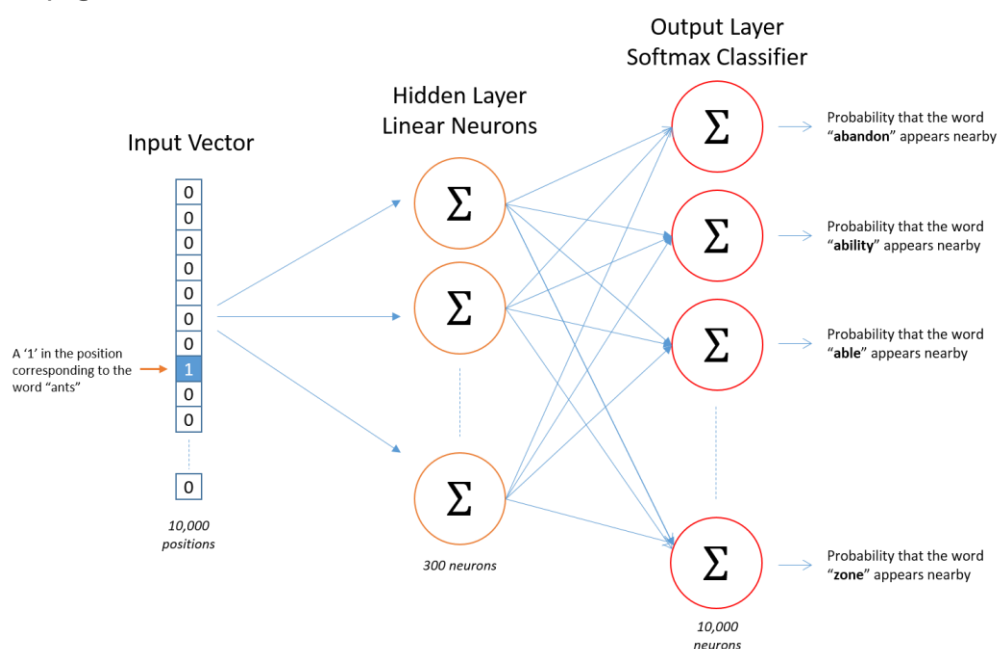 Input Vector
0
0
0
0
0
0
0
1
0
0
0
A ‘1’ in the position
corresponding to the
word “ants”
10,000
positions
Hidden Layer
Linear Neurons
Σ
Σ
Σ
300 neurons
Output Layer
Softmax Classifier
Σ
Σ
Σ
Σ
10,000
neurons
Probability that the word
“abandon” appears nearby
Probability that the word
“ability” appears nearby
Probability that the word
“able” appears nearby
Probability that the word
“zone” appears nearby